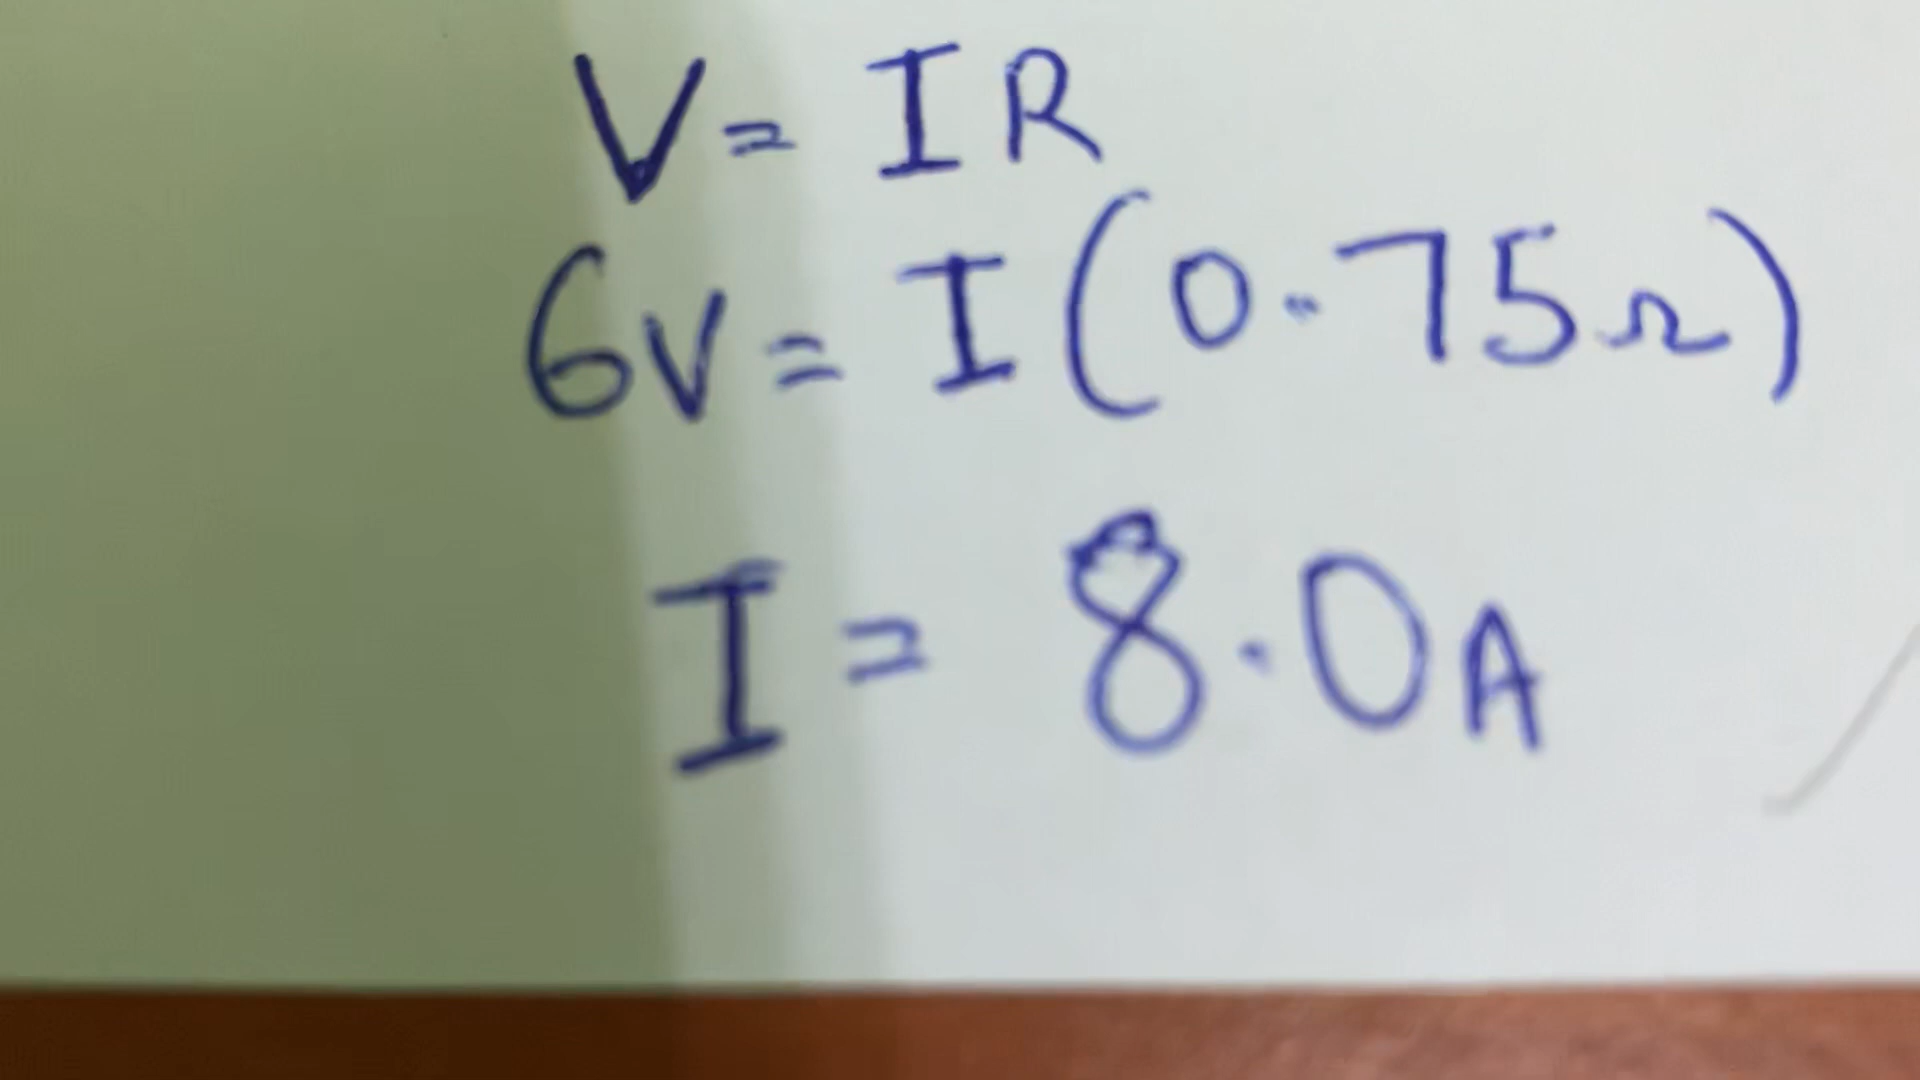 V = IR
6V = I(0.75Ω)
I = 8.0A